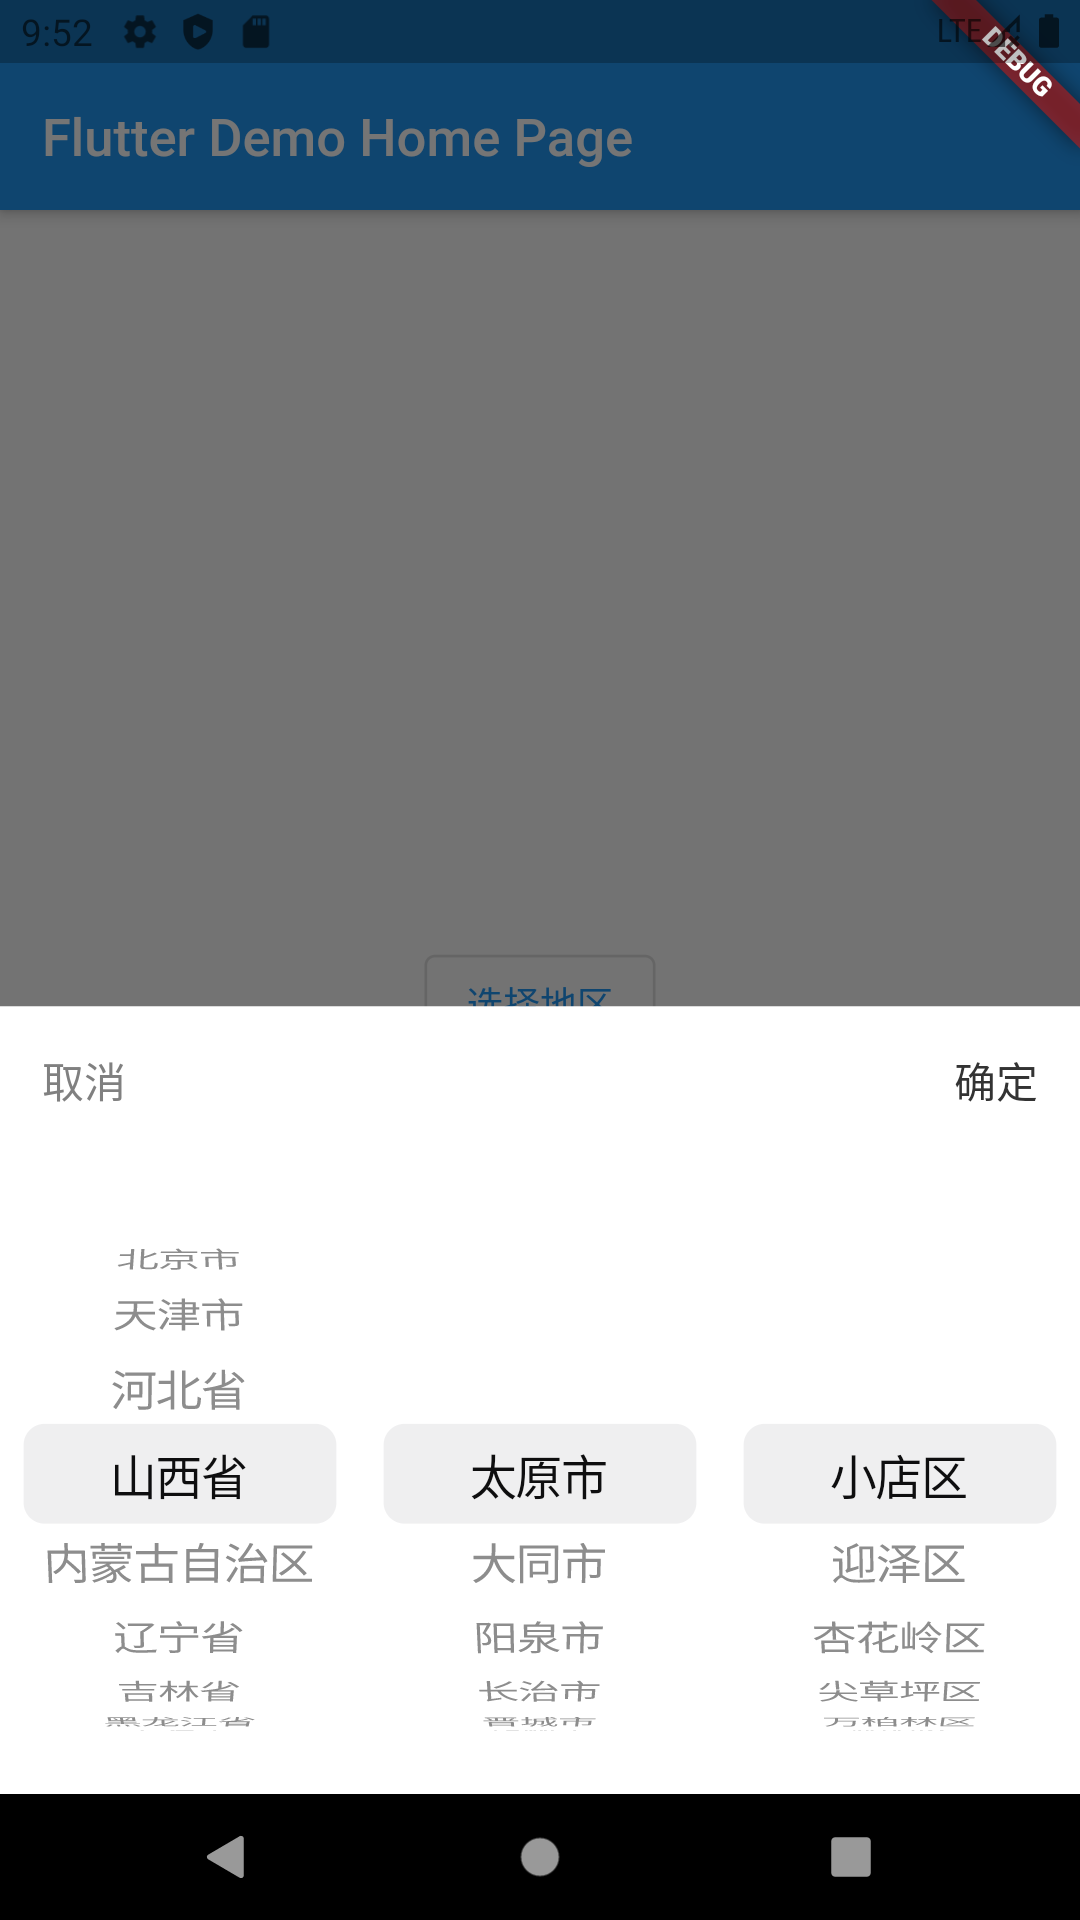 9:52 LTE
DEBUG
Flutter Demo Home Page
选择地区
取消 确定
北京市
天津市
河北省
山西省 太原市 小店区
内蒙古自治区 大同市 迎泽区
辽宁省 阳泉市 杏花岭区
吉林省 长治市 尖草坪区
黑龙江省 晋城市 万柏林区